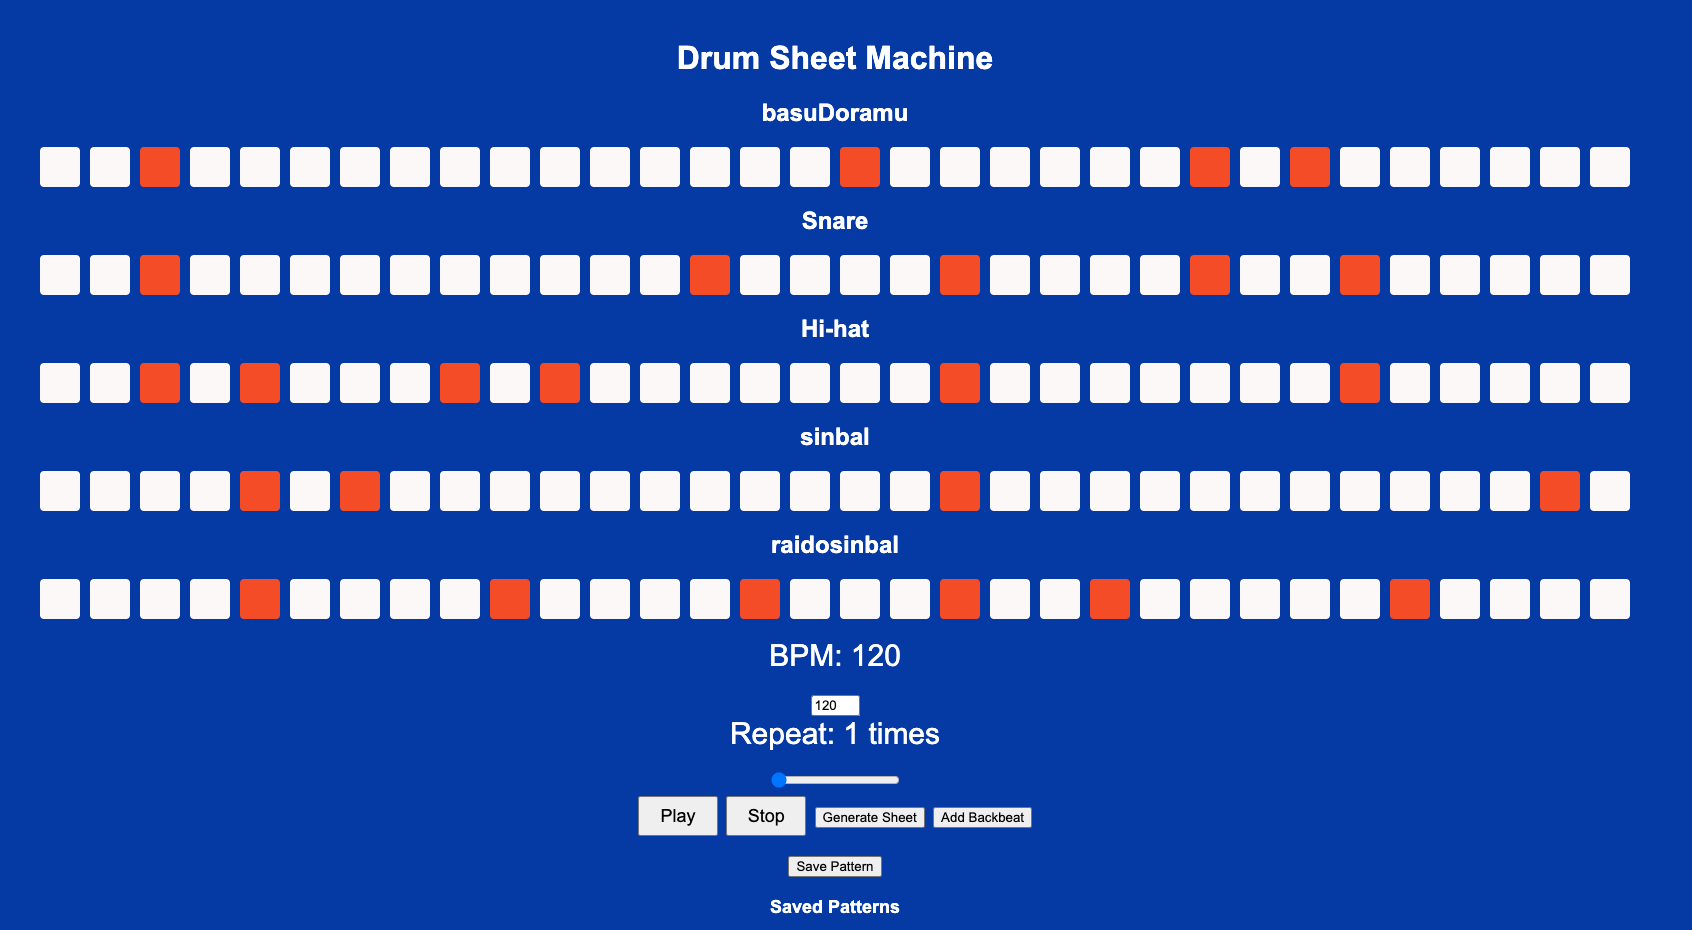 Drum Sheet Machine
basuDoramu
Snare
Hi-hat
sinbal
raidosinbal
BPM: 120
120
Repeat: 1 times
Play Stop Generate Sheet Add Backbeat
Save Pattern
Saved Patterns